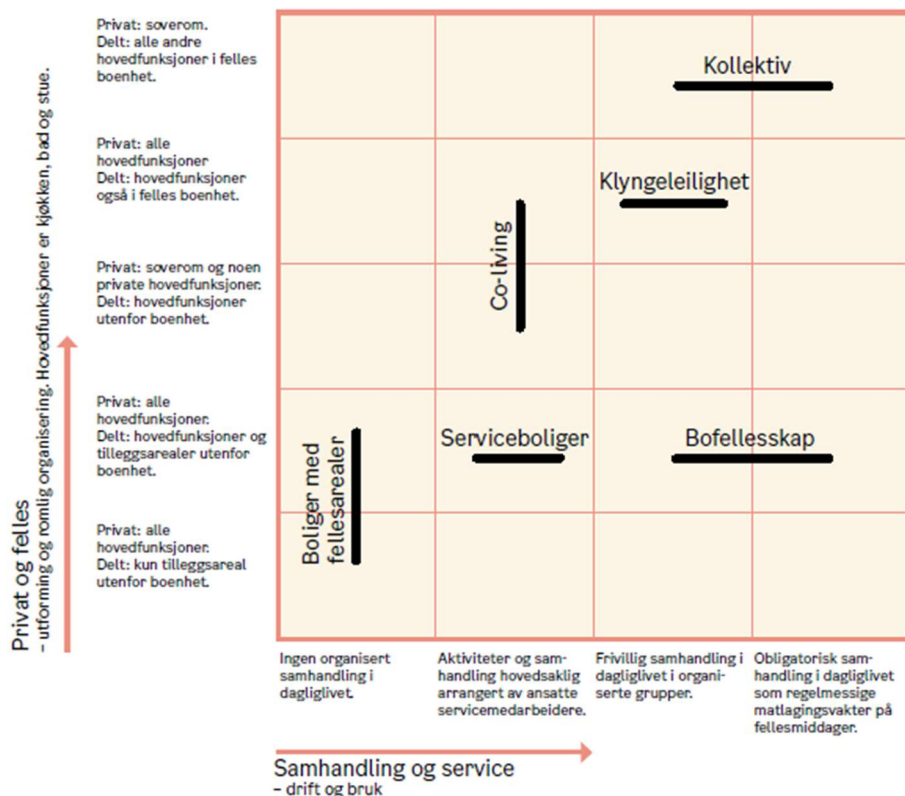 Privat: soverom.
Delt: alle andre
hovedfunksjoner i felles
boenhet.
Privat: alle
hovedfunksjoner
Delt: hovedfunksjoner
også i felles boenhet.
Privat: soverom og noen
private hovedfunksjoner.
Delt: hovedfunksjoner
utenfor boenhet.
Privat: alle
hovedfunksjoner.
Delt: hovedfunksjoner og
tilleggsarealer utenfor
boenhet.
Privat: alle
hovedfunksjoner.
Delt: kun tilleggsareal
utenfor boenhet.
Privat og felles
– utforming og romlig organisering. Hovedfunksjoner er kjøkken, bad og stue.
Kollektiv
Klyngeleilighet
Co-living
Boliger med
fellesarealer
Serviceboliger
Bofellesskap
Ingen organisert
samhandling i
dagliglivet.
Aktiviteter og sam-
handling hovedsaklig
arrangert av ansatte
servicemedarbeidere.
Frivillig samhandling i
dagliglivet i organi-
serte grupper.
Obligatorisk sam-
handling i dagliglivet
som regelmessige
matlagingsvakter på
fellesmiddager.
Samhandling og service
– drift og bruk